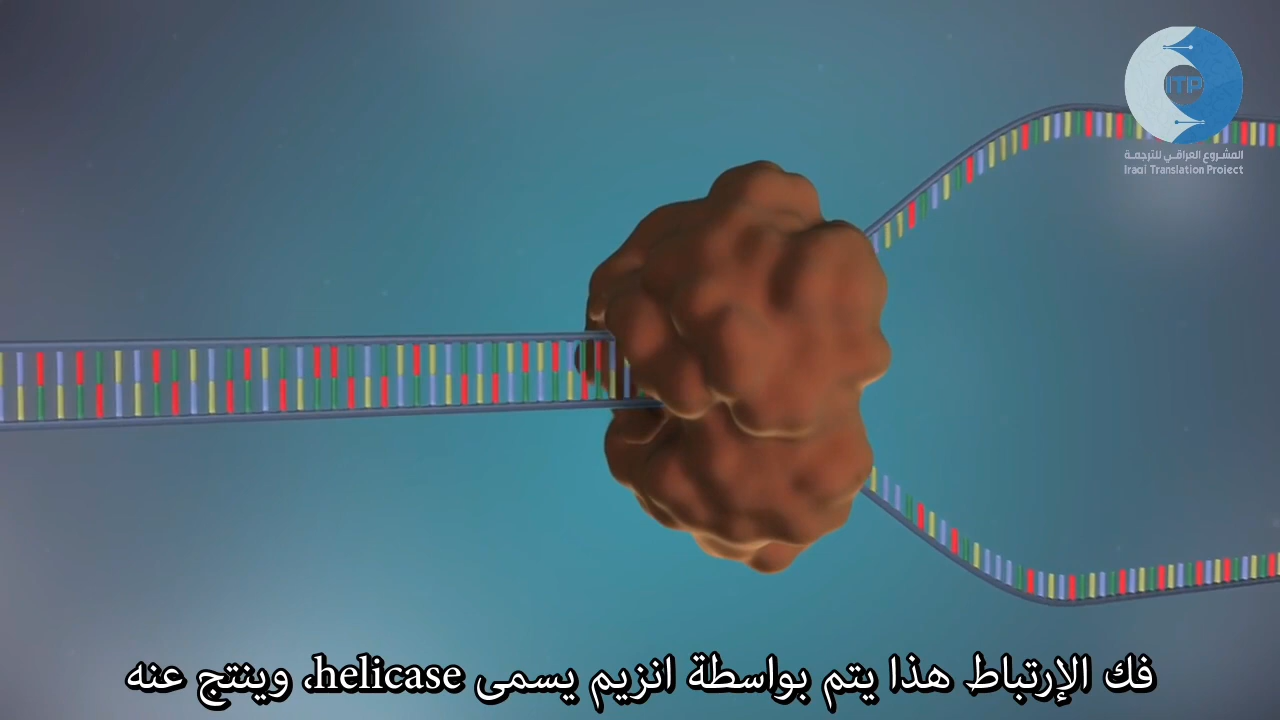 ITP
المشروع العراقي للترجمة
Iraqi Translation Project
فك الإرتباط هذا يتم بواسطة انزيم يسمى helicase، وينتج عنه